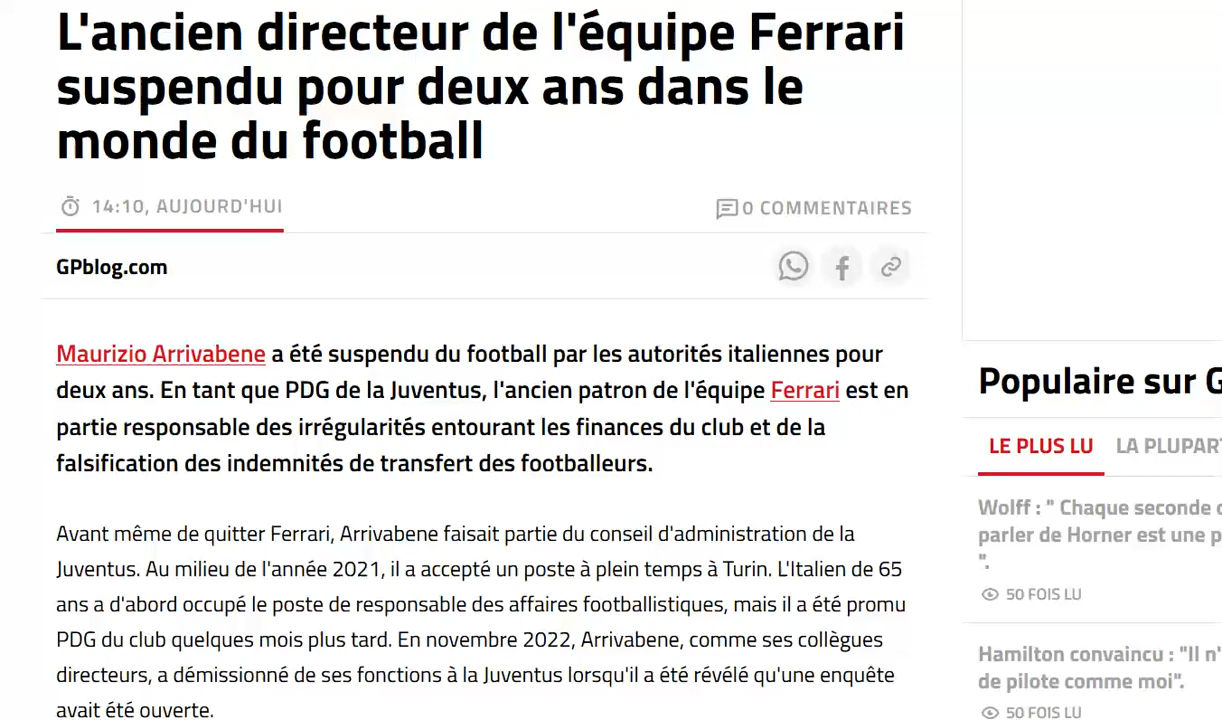 L'ancien directeur de l'équipe Ferrari
suspendu pour deux ans dans le
monde du football
14:10, AUJOURD'HUI
0 COMMENTAIRES
GPblog.com
Maurizio Arrivabene a été suspendu du football par les autorités italiennes pour
deux ans. En tant que PDG de la Juventus, l'ancien patron de l'équipe Ferrari est en
partie responsable des irrégularités entourant les finances du club et de la
falsification des indemnités de transfert des footballeurs.
Avant même de quitter Ferrari, Arrivabene faisait partie du conseil d'administration de la
Juventus. Au milieu de l'année 2021, il a accepté un poste à plein temps à Turin. L'Italien de 65
ans a d'abord occupé le poste de responsable des affaires footballistiques, mais il a été promu
PDG du club quelques mois plus tard. En novembre 2022, Arrivabene, comme ses collègues
directeurs, a démissionné de ses fonctions à la Juventus lorsqu'il a été révélé qu'une enquête
avait été ouverte.
Populaire sur G
LE PLUS LU
LA PLUPART
Wolff : " Chaque seconde
parler de Horner est une p
".
50 FOIS LU
Hamilton convaincu : "Il n'
de pilote comme moi".
50 FOIS LU